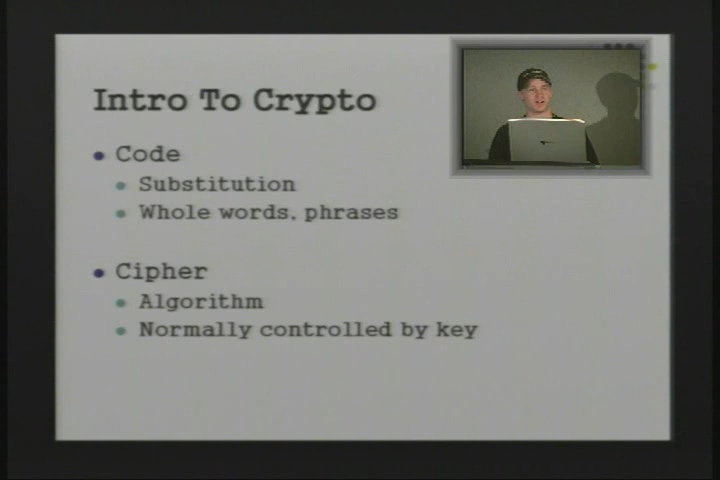 Intro To Crypto
Code
Substitution
Whole words, phrases
Cipher
Algorithm
Normally controlled by key